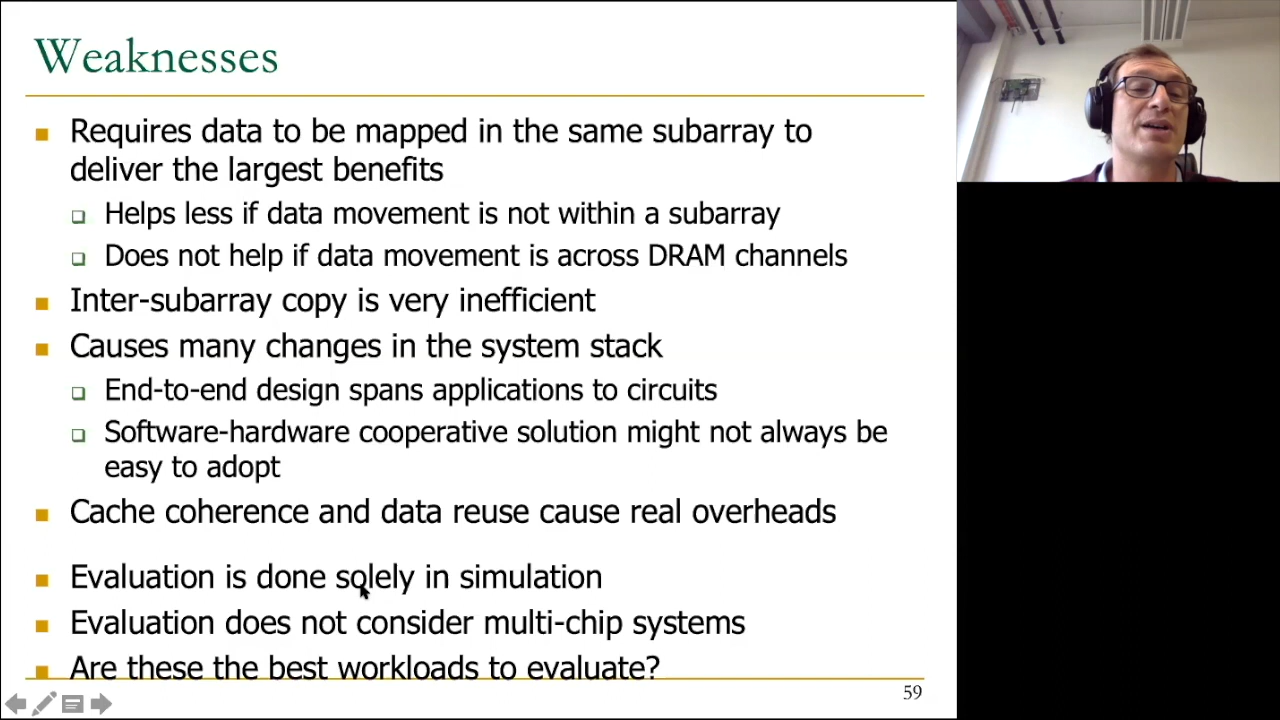 Weaknesses
Requires data to be mapped in the same subarray to
deliver the largest benefits
Helps less if data movement is not within a subarray
Does not help if data movement is across DRAM channels
Inter-subarray copy is very inefficient
Causes many changes in the system stack
End-to-end design spans applications to circuits
Software-hardware cooperative solution might not always be
easy to adopt
Cache coherence and data reuse cause real overheads
Evaluation is done solely in simulation
Evaluation does not consider multi-chip systems
Are these the best workloads to evaluate?
59